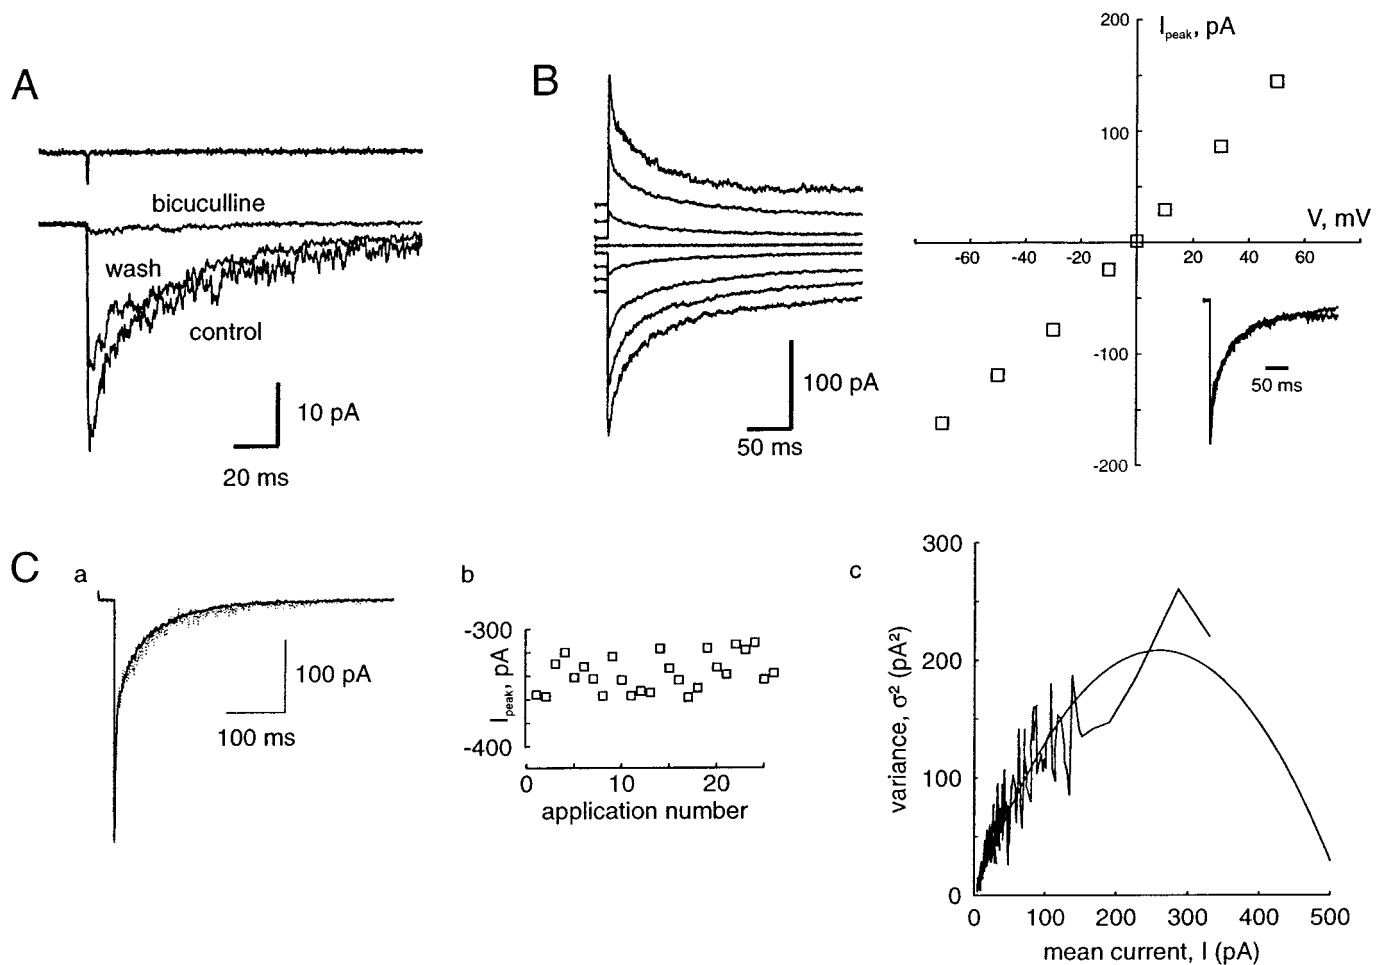 A
bicuculline
wash
control
10 pA
20 ms
B
100 pA
50 ms
200
Ipeak, pA
100
V, mV
-60
-40
-20
20
40
60
-100
50 ms
-200
C
a
100 pA
100 ms
b
-300
Ipeak, pA
-400
0
10
20
application number
c
300
variance, σ² (pA²)
200
100
0
0
100
200
300
400
500
mean current, I (pA)